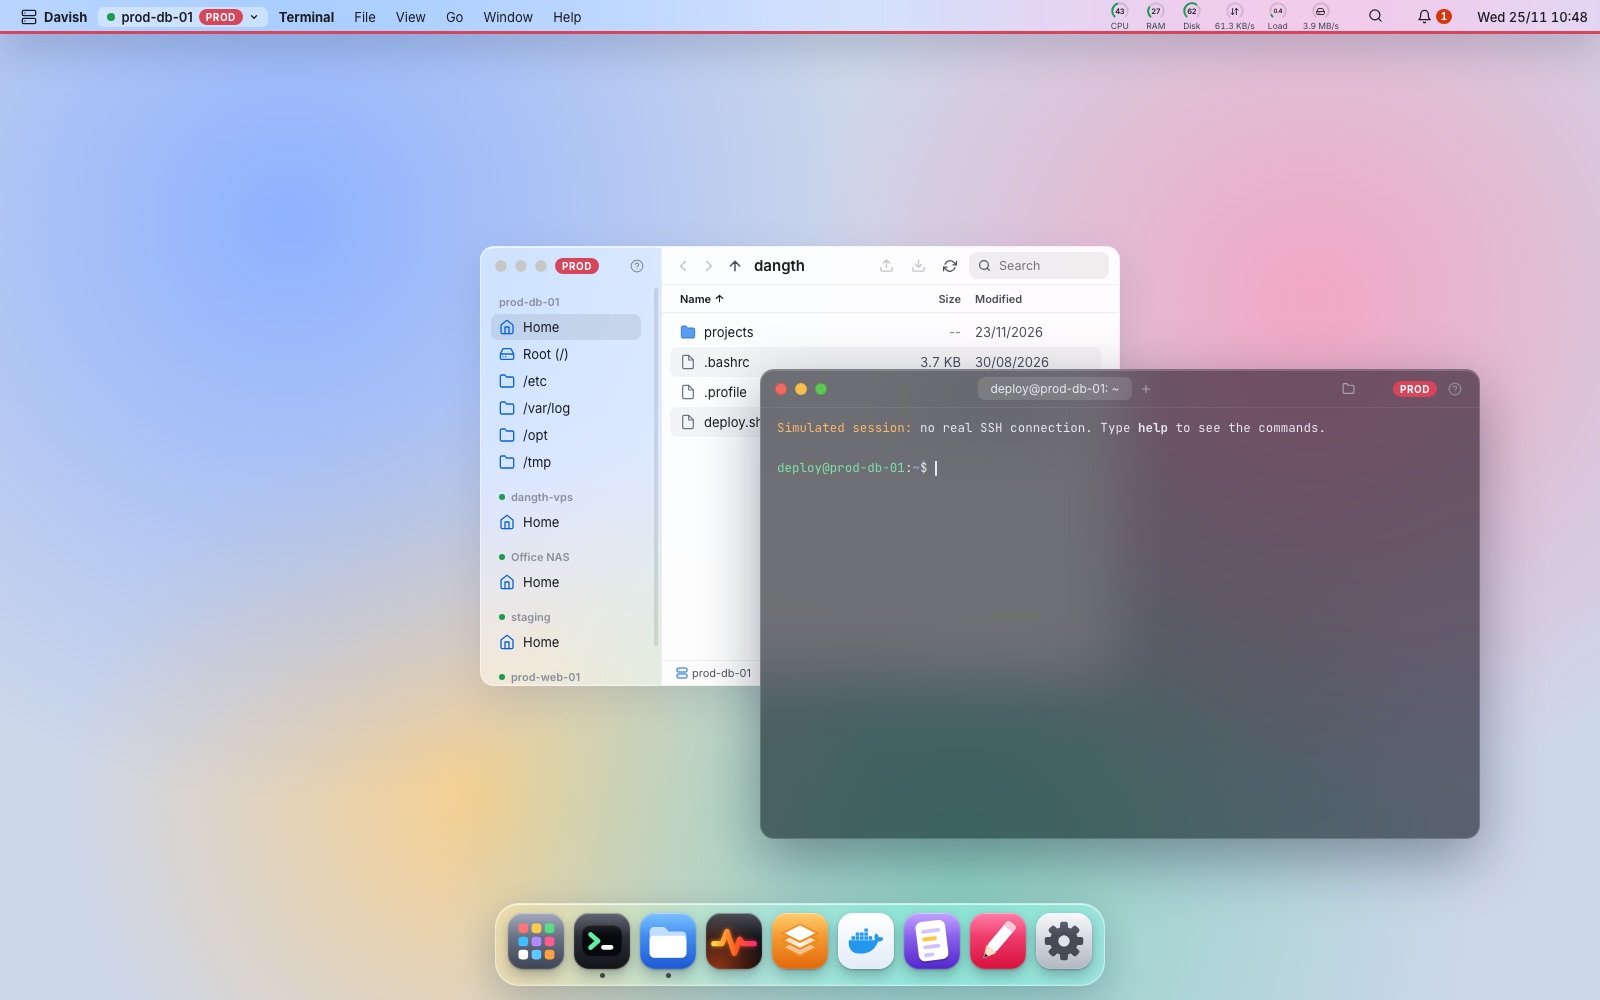 Davish prod-db-01 PROD Terminal File View Go Window Help 43 CPU 27 RAM 62 Disk 61.3 KB/s 0.4 Load 3.9 MB/s 1 Wed 25/11 10:48
PROD
prod-db-01
Home
Root (/)
/etc
/var/log
/opt
/tmp
dangth-vps
Home
Office NAS
Home
staging
Home
prod-web-01
dangth Search
Name Size Modified
projects -- 23/11/2026
.bashrc 3.7 KB 30/08/2026
.profile
deploy.sh
prod-db-01
deploy@prod-db-01: ~ + PROD
Simulated session: no real SSH connection. Type help to see the commands.
deploy@prod-db-01:~$